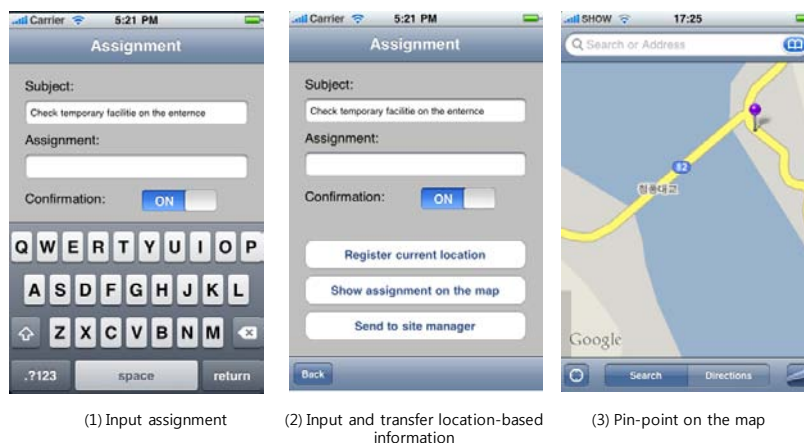 Carrier 5:21 PM
Assignment
Subject:
Check temporary facilitie on the enternce
Assignment:
Confirmation: ON
Q W E R T Y U I O P
A S D F G H J K L
Z X C V B N M
.?123 space return
(1) Input assignment
Carrier 5:21 PM
Assignment
Subject:
Check temporary facilitie on the enternce
Assignment:
Confirmation: ON
Register current location
Show assignment on the map
Send to site manager
Back
(2) Input and transfer location-based
information
SHOW 17:25
Search or Address
82
Google
Search Directions
(3) Pin-point on the map